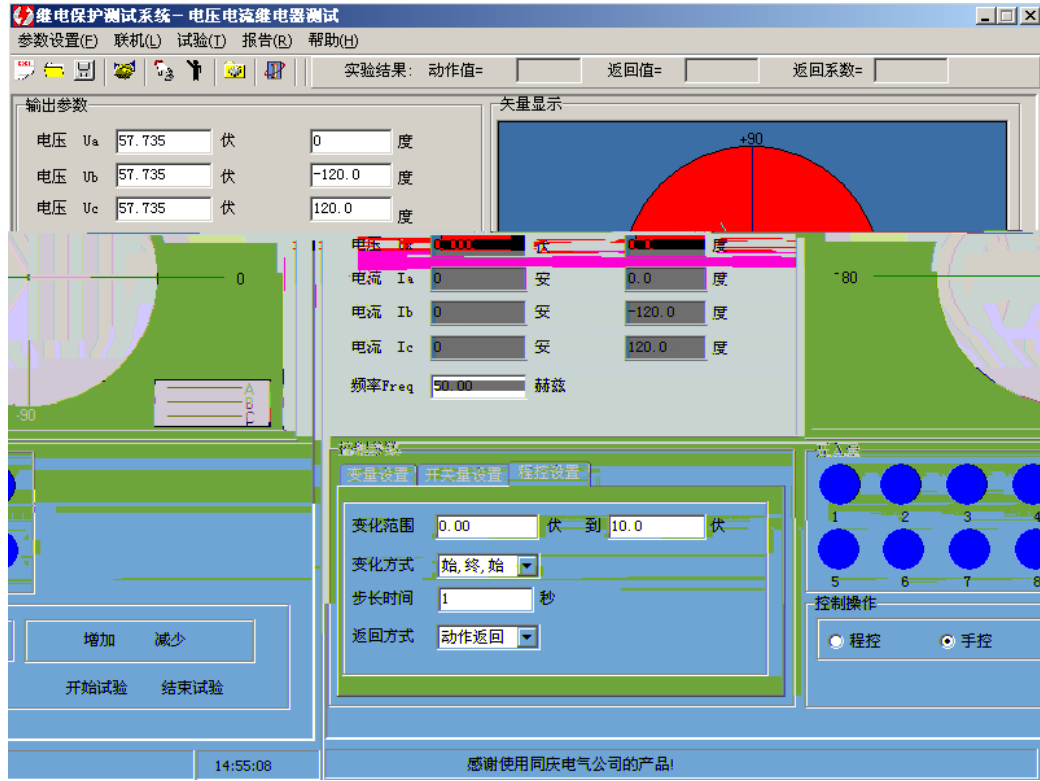 继电保护测试系统－电压电流继电器测试
参数设置(F) 联机(L) 试验(T) 报告(R) 帮助(H)
实验结果: 动作值= 返回值= 返回系数=
输出参数
矢量显示
电压 Ua 57.735 伏 0 度
+90
电压 Ub 57.735 伏 -120.0 度
电压 Uc 57.735 伏 120.0 度
电压 伏 度
0
电流 Ia 0 安 0.0 度
80
电流 Ib 0 安 -120.0 度
电流 Ic 0 安 120.0 度
频率Freq 50.00 赫兹
A
B
C
-90
变量设置 开关量设置 程控设置
变化范围 0.00 伏 到 10.0 伏
1 2 3 4
变化方式 始,终,始
5 6 7 8
步长时间 1 秒
控制操作
返回方式 动作返回
程控 手控
增加 减少
开始试验 结束试验
14:55:08
感谢使用同庆电气公司的产品!